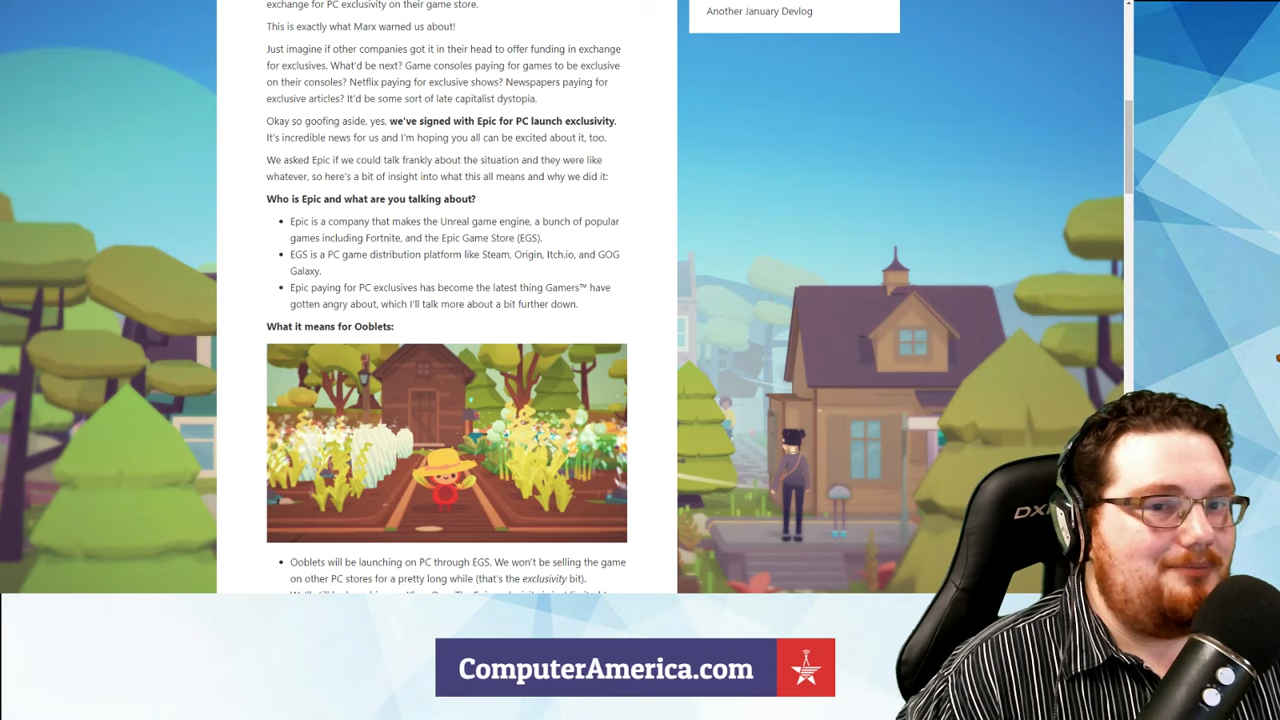 exchange for PC exclusivity on their game store.
Another January Devlog
This is exactly what Marx warned us about!
Just imagine if other companies got it in their head to offer funding in exchange
for exclusives. What'd be next? Game consoles paying for games to be exclusive
on their consoles? Netflix paying for exclusive shows? Newspapers paying for
exclusive articles? It'd be some sort of late capitalist dystopia.
Okay so goofing aside, yes, we've signed with Epic for PC launch exclusivity.
It's incredible news for us and I'm hoping you all can be excited about it, too.
We asked Epic if we could talk frankly about the situation and they were like
whatever, so here's a bit of insight into what this all means and why we did it:
Who is Epic and what are you talking about?
• Epic is a company that makes the Unreal game engine, a bunch of popular
games including Fortnite, and the Epic Game Store (EGS).
• EGS is a PC game distribution platform like Steam, Origin, Itch.io, and GOG
Galaxy.
• Epic paying for PC exclusives has become the latest thing Gamers™ have
gotten angry about, which I'll talk more about a bit further down.
What it means for Ooblets:
• Ooblets will be launching on PC through EGS. We won't be selling the game
on other PC stores for a pretty long while (that's the exclusivity bit).
DX
ComputerAmerica.com